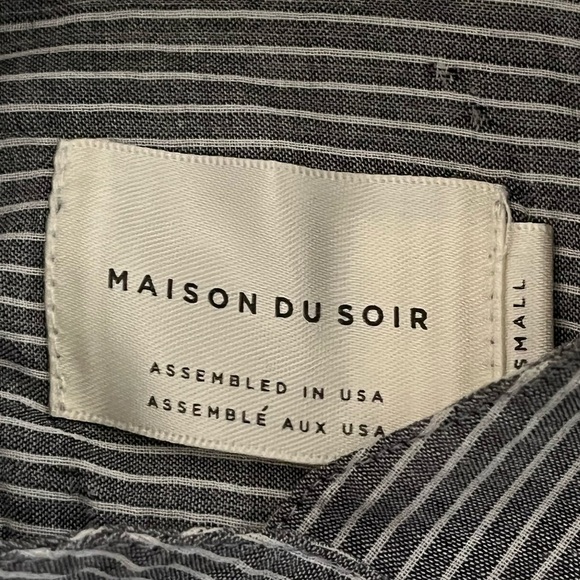 MAISON DU SOIR
ASSEMBLED IN USA
ASSEMBLÉ AUX USA
SMALL